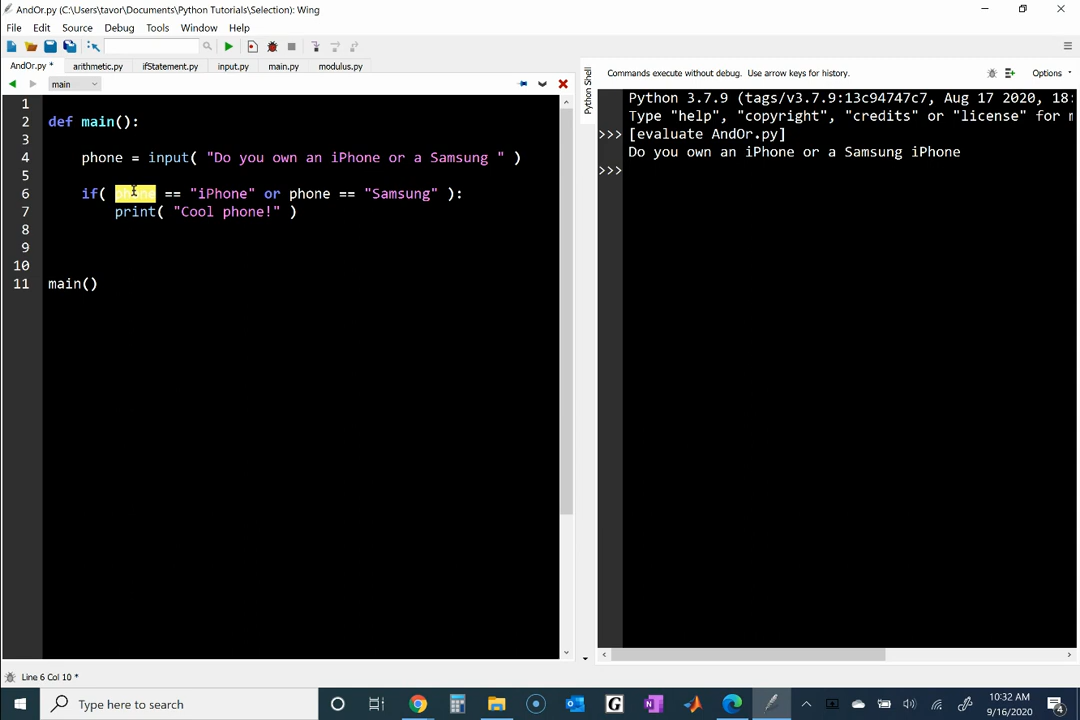 AndOr.py (C:\Users\tavor\Documents\Python Tutorials\Selection): Wing
File Edit Source Debug Tools Window Help
AndOr.py * arithmetic.py ifStatement.py input.py main.py modulus.py
main
1
2 def main():
3
4 phone = input( "Do you own an iPhone or a Samsung " )
5
6 if( phone == "iPhone" or phone == "Samsung" ):
7 print( "Cool phone!" )
8
9
10
11 main()
Line 6 Col 10 *
Python Shell
Commands execute without debug. Use arrow keys for history.
Options
Python 3.7.9 (tags/v3.7.9:13c94747c7, Aug 17 2020, 18:
Type "help", "copyright", "credits" or "license" for m
>>> [evaluate AndOr.py]
Do you own an iPhone or a Samsung iPhone
>>>
Type here to search
G
10:32 AM
9/16/2020
4